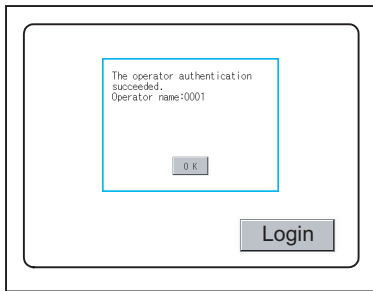 The operator authentication
succeeded.
Operator name:0001
OK
Login